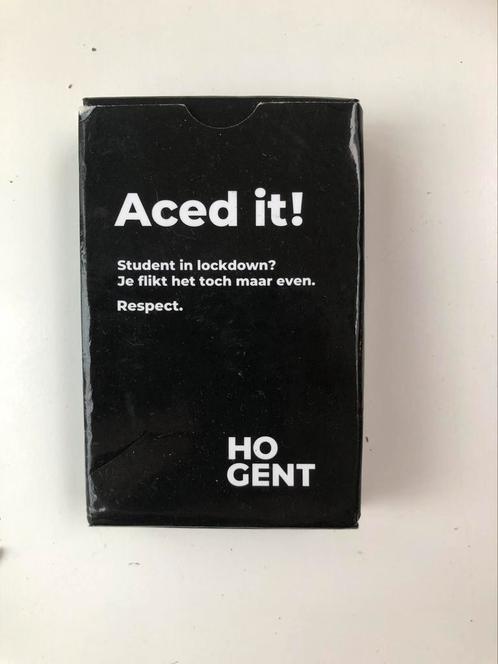 Aced it!
Student in lockdown?
Je flikt het toch maar even.
Respect.
HO
GENT